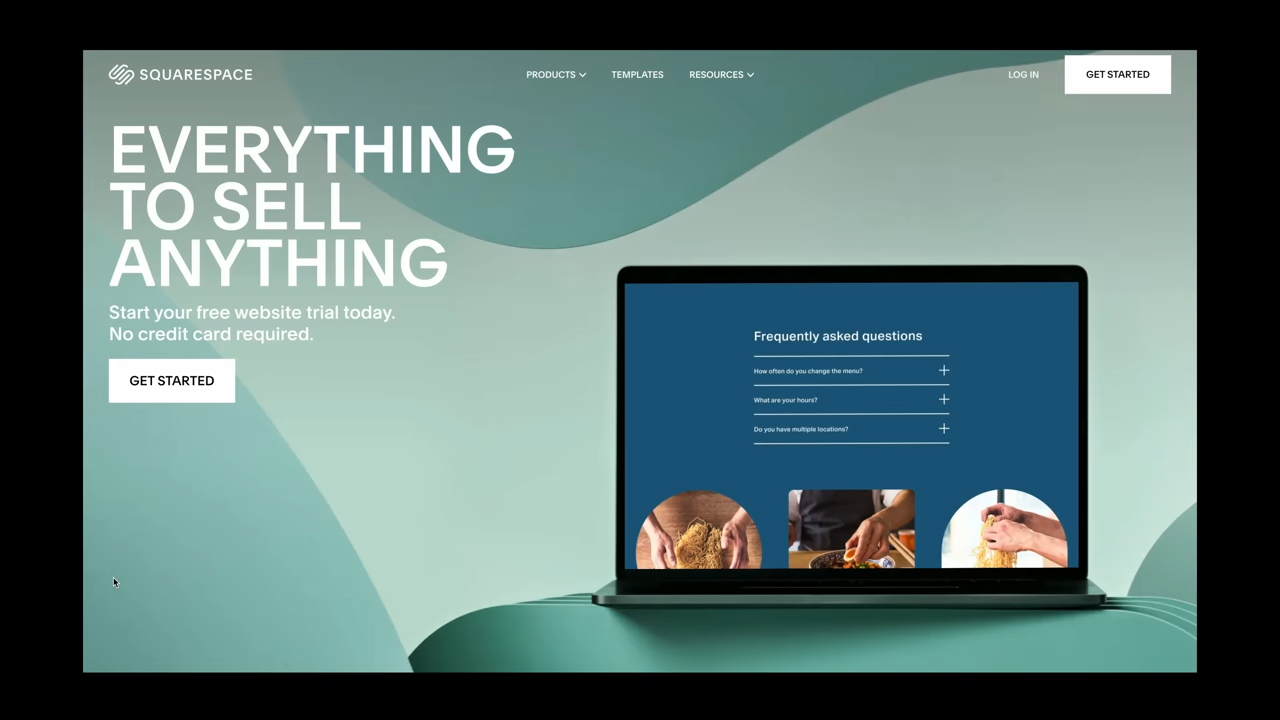 SQUARESPACE
PRODUCTS
TEMPLATES
RESOURCES
LOG IN
GET STARTED
EVERYTHING
TO SELL
ANYTHING
Start your free website trial today.
No credit card required.
GET STARTED
Frequently asked questions
How often do you change the menu?
What are your hours?
Do you have multiple locations?